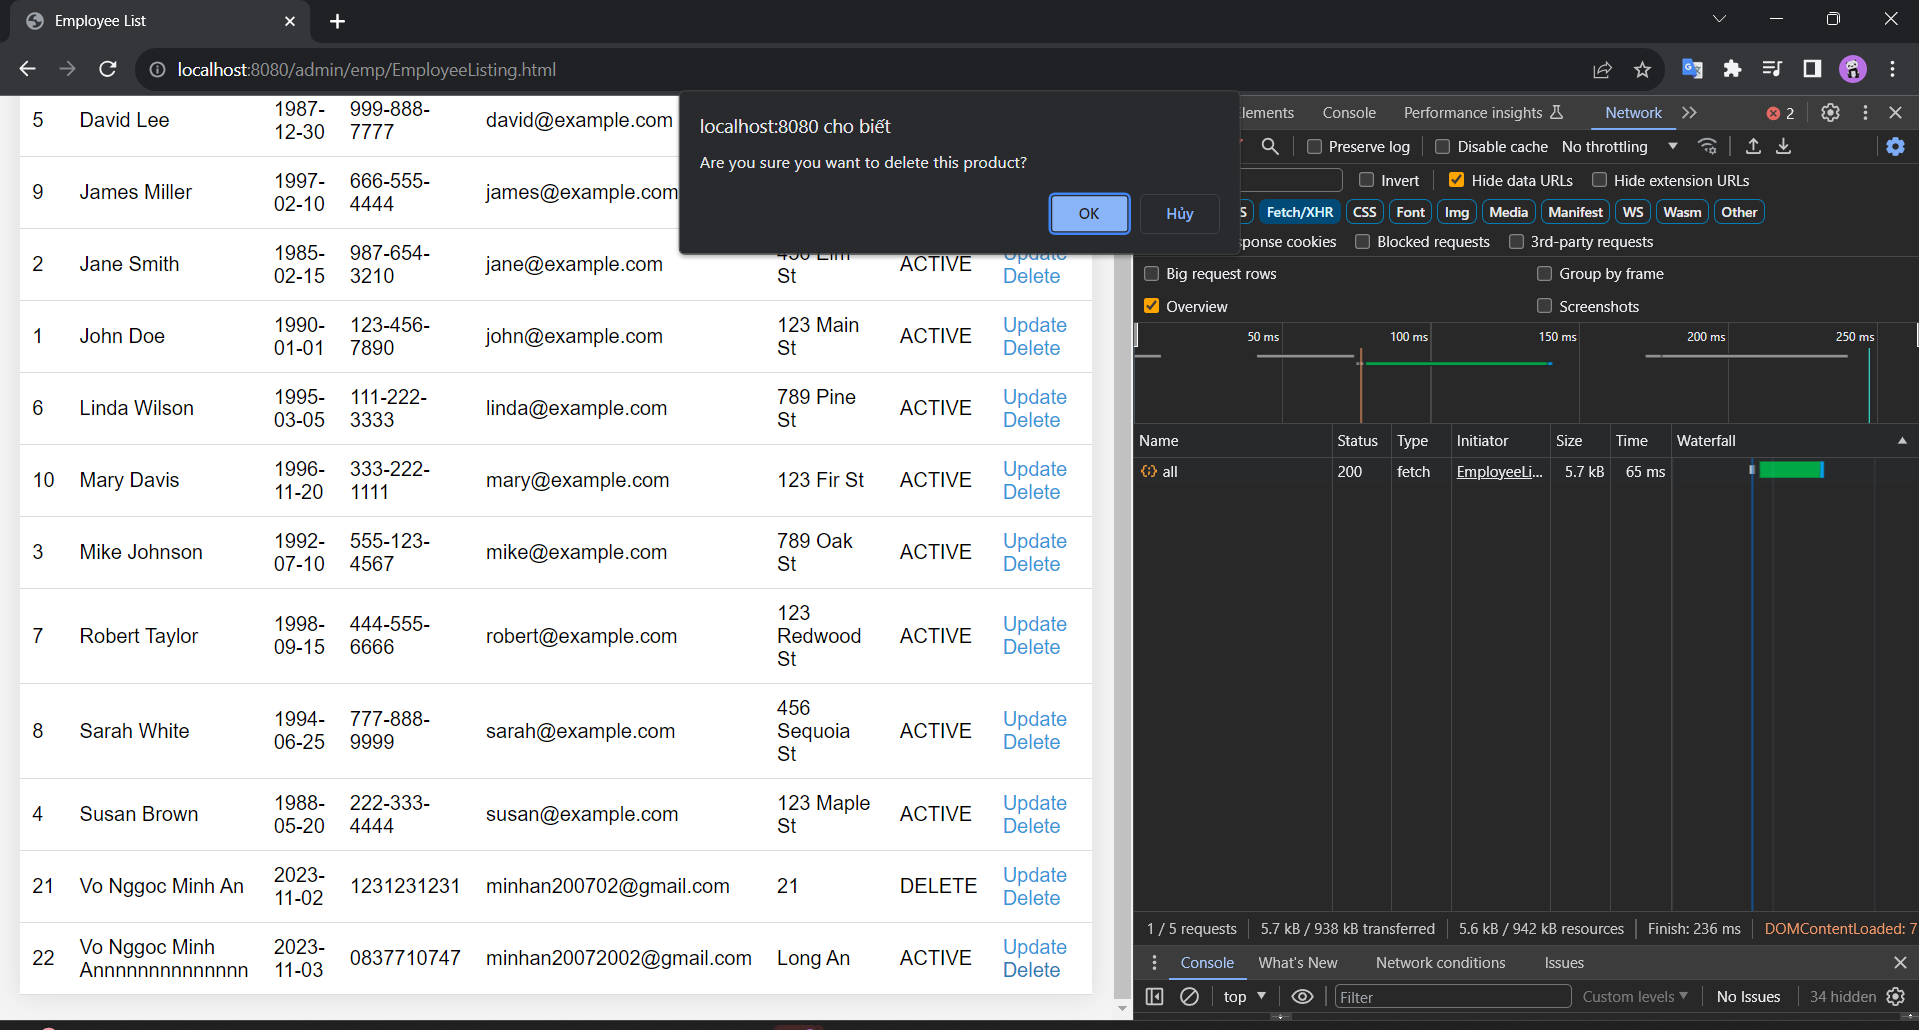 Employee List
localhost:8080/admin/emp/EmployeeListing.html
5 David Lee 1987-12-30 999-888-7777 david@example.com
9 James Miller 1997-02-10 666-555-4444 james@example.com
2 Jane Smith 1985-02-15 987-654-3210 jane@example.com 456 Elm St ACTIVE Update Delete
1 John Doe 1990-01-01 123-456-7890 john@example.com 123 Main St ACTIVE Update Delete
6 Linda Wilson 1995-03-05 111-222-3333 linda@example.com 789 Pine St ACTIVE Update Delete
10 Mary Davis 1996-11-20 333-222-1111 mary@example.com 123 Fir St ACTIVE Update Delete
3 Mike Johnson 1992-07-10 555-123-4567 mike@example.com 789 Oak St ACTIVE Update Delete
7 Robert Taylor 1998-09-15 444-555-6666 robert@example.com 123 Redwood St ACTIVE Update Delete
8 Sarah White 1994-06-25 777-888-9999 sarah@example.com 456 Sequoia St ACTIVE Update Delete
4 Susan Brown 1988-05-20 222-333-4444 susan@example.com 123 Maple St ACTIVE Update Delete
21 Vo Nggoc Minh An 2023-11-02 1231231231 minhan200702@gmail.com 21 DELETE Update Delete
22 Vo Nggoc Minh Annnnnnnnnnnnnn 2023-11-03 0837710747 minhan20072002@gmail.com Long An ACTIVE Update Delete
localhost:8080 cho biết
Are you sure you want to delete this product?
OK Hủy
lements Console Performance insights Network 2
Preserve log Disable cache No throttling
Invert Hide data URLs Hide extension URLs
S Fetch/XHR CSS Font Img Media Manifest WS Wasm Other
sponse cookies Blocked requests 3rd-party requests
Big request rows Group by frame
Overview Screenshots
50 ms 100 ms 150 ms 200 ms 250 ms
Name Status Type Initiator Size Time Waterfall
all 200 fetch EmployeeLi... 5.7 kB 65 ms
1 / 5 requests 5.7 kB / 938 kB transferred 5.6 kB / 942 kB resources Finish: 236 ms DOMContentLoaded: 7
Console What's New Network conditions Issues
top Filter Custom levels No Issues 34 hidden